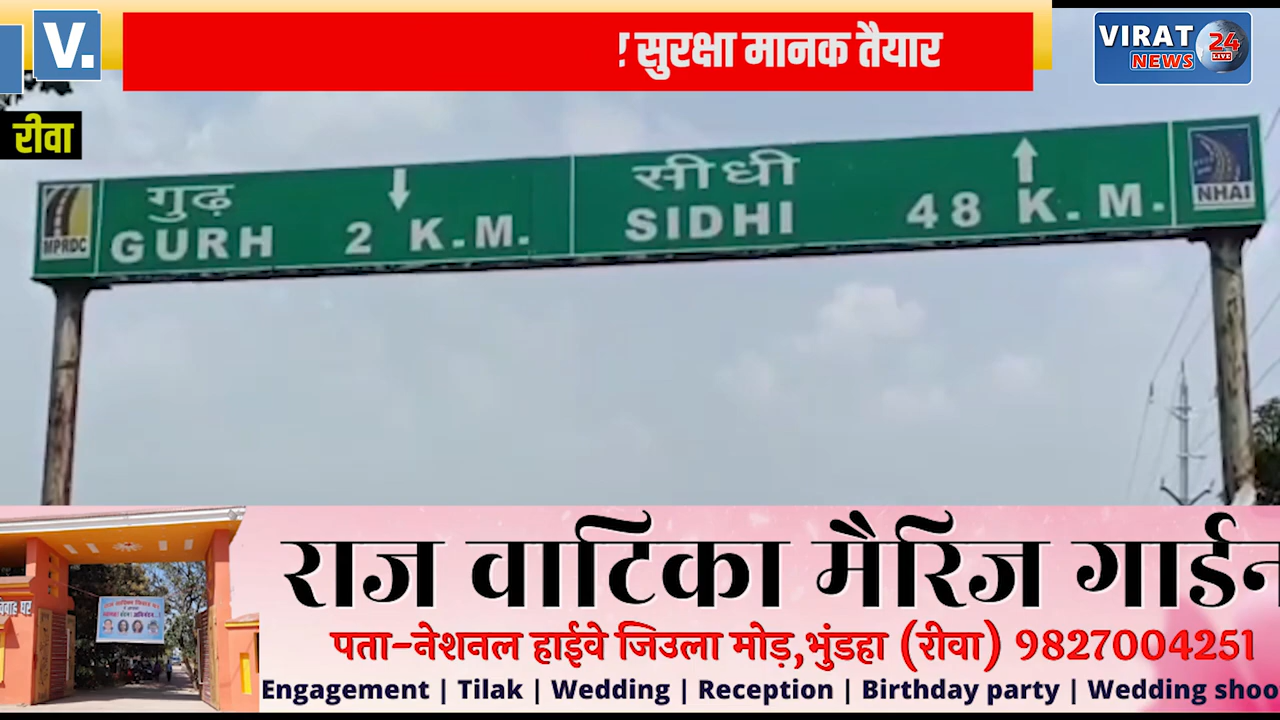 V.
सुरक्षा मानक तैयार
VIRAT
NEWS
24
LIVE
रीवा
MPRDC
गुढ़
GURH 2 K.M.
सीधी
SIDHI 48 K.M.
NHAI
राज वाटिका मैरिज गार्डन
पता-नेशनल हाईवे जिउला मोड़,भुंडहा (रीवा) 9827004251
Engagement | Tilak | Wedding | Reception | Birthday party | Wedding shoo